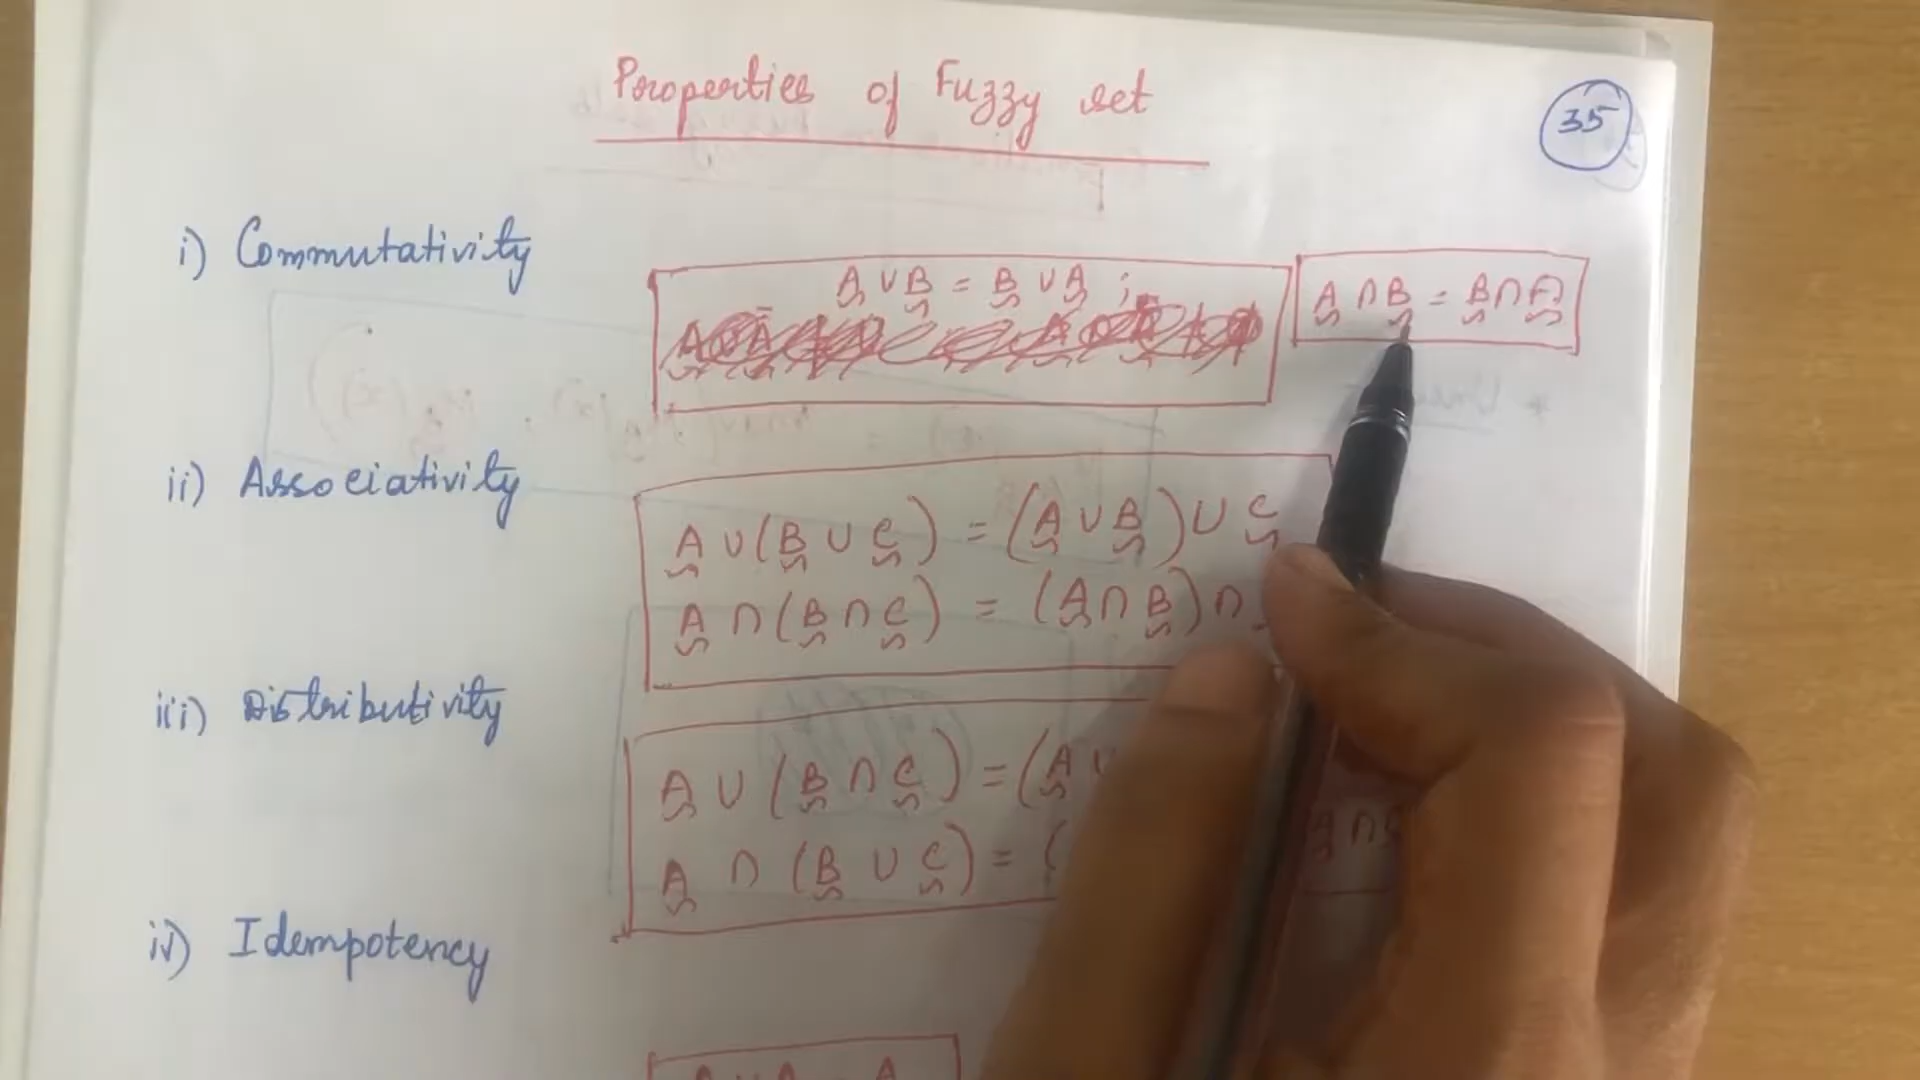 Properties of Fuzzy set
35
i) Commutativity
A̰ ∪ B̰ = B̰ ∪ A̰ ;
A̰ ∩ B̰ = B̰ ∩ A̰
ii) Associativity
A̰ ∪ (B̰ ∪ C̰) = (A̰ ∪ B̰) ∪ C̰
A̰ ∩ (B̰ ∩ C̰) = (A̰ ∩ B̰) ∩
iii) Distributivity
A̰ ∪ (B̰ ∩ C̰) = (A̰ ∪
A̰ ∩ (B̰ ∪ C̰) = (
iv) Idempotency
A ∪ A = A